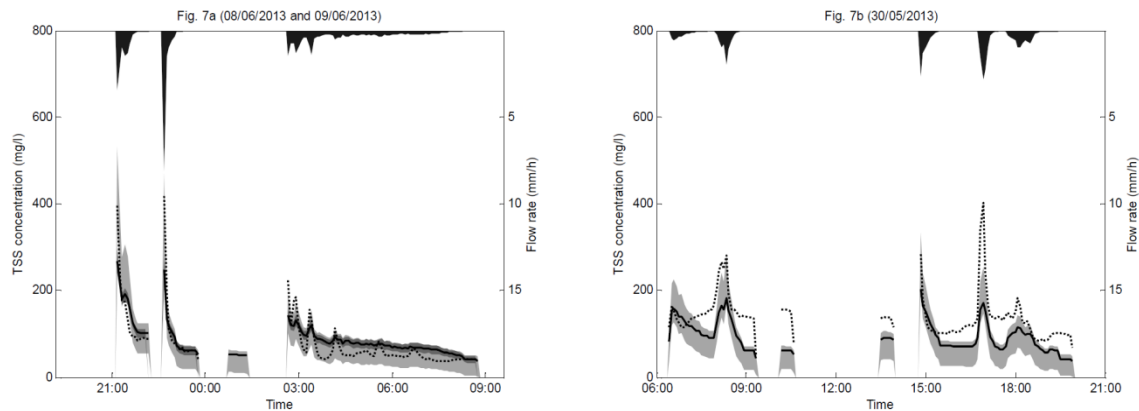 Fig. 7a (08/06/2013 and 09/06/2013)
800
600
400
200
0
TSS concentration (mg/l)
5
10
15
Flow rate (mm/h)
21:00 00:00 03:00 06:00 09:00
Time
Fig. 7b (30/05/2013)
800
600
400
200
0
TSS concentration (mg/l)
5
10
15
Flow rate (mm/h)
06:00 09:00 12:00 15:00 18:00 21:00
Time